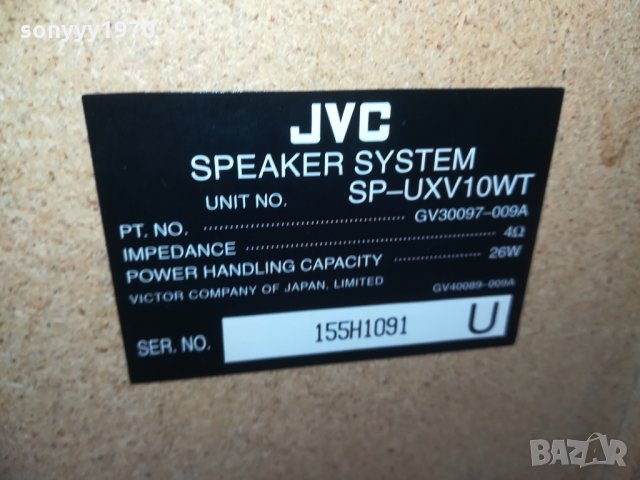 sonyyy1970
JVC
SPEAKER SYSTEM
UNIT NO. SP-UXV10WT
PT. NO. GV30097-009A
IMPEDANCE 4Ω
POWER HANDLING CAPACITY 26W
VICTOR COMPANY OF JAPAN, LIMITED GV40089-009A
SER. NO. 155H1091 U
BAZAR